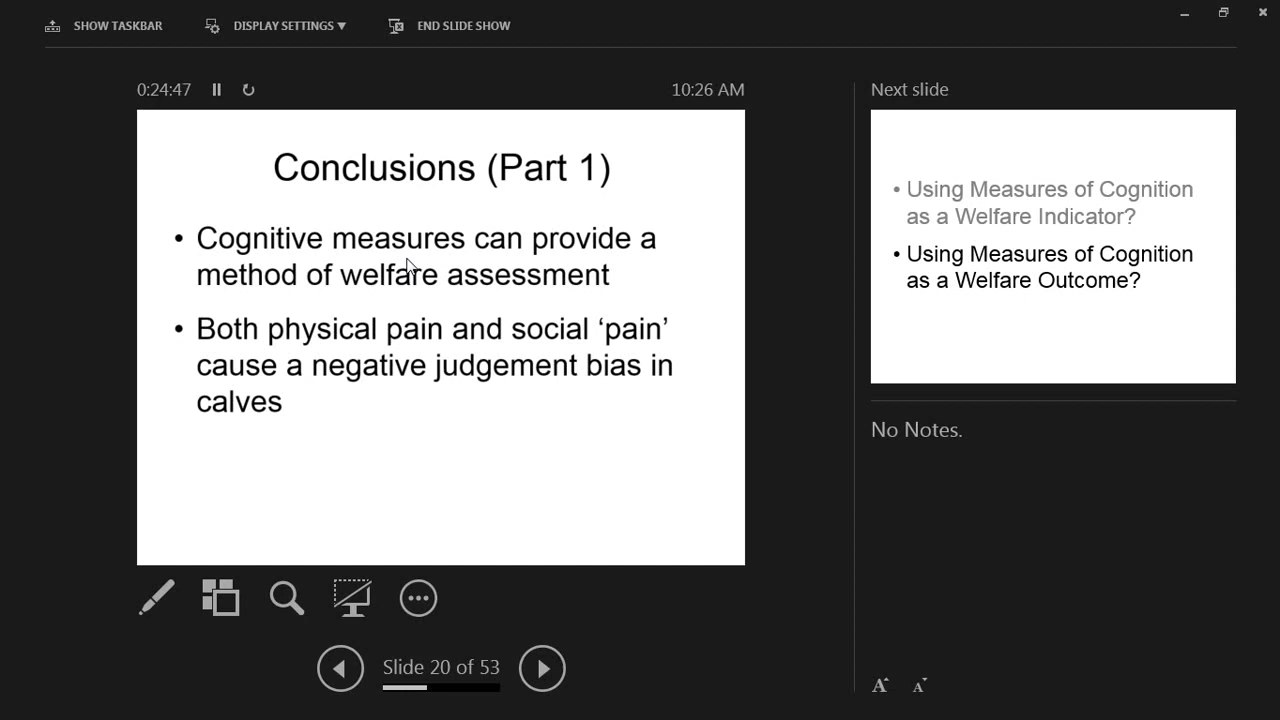 SHOW TASKBAR
DISPLAY SETTINGS ▼
END SLIDE SHOW
0:24:47
10:26 AM
Conclusions (Part 1)
• Cognitive measures can provide a
method of welfare assessment
• Both physical pain and social ‘pain’
cause a negative judgement bias in
calves
Slide 20 of 53
Next slide
• Using Measures of Cognition
as a Welfare Indicator?
• Using Measures of Cognition
as a Welfare Outcome?
No Notes.
A A